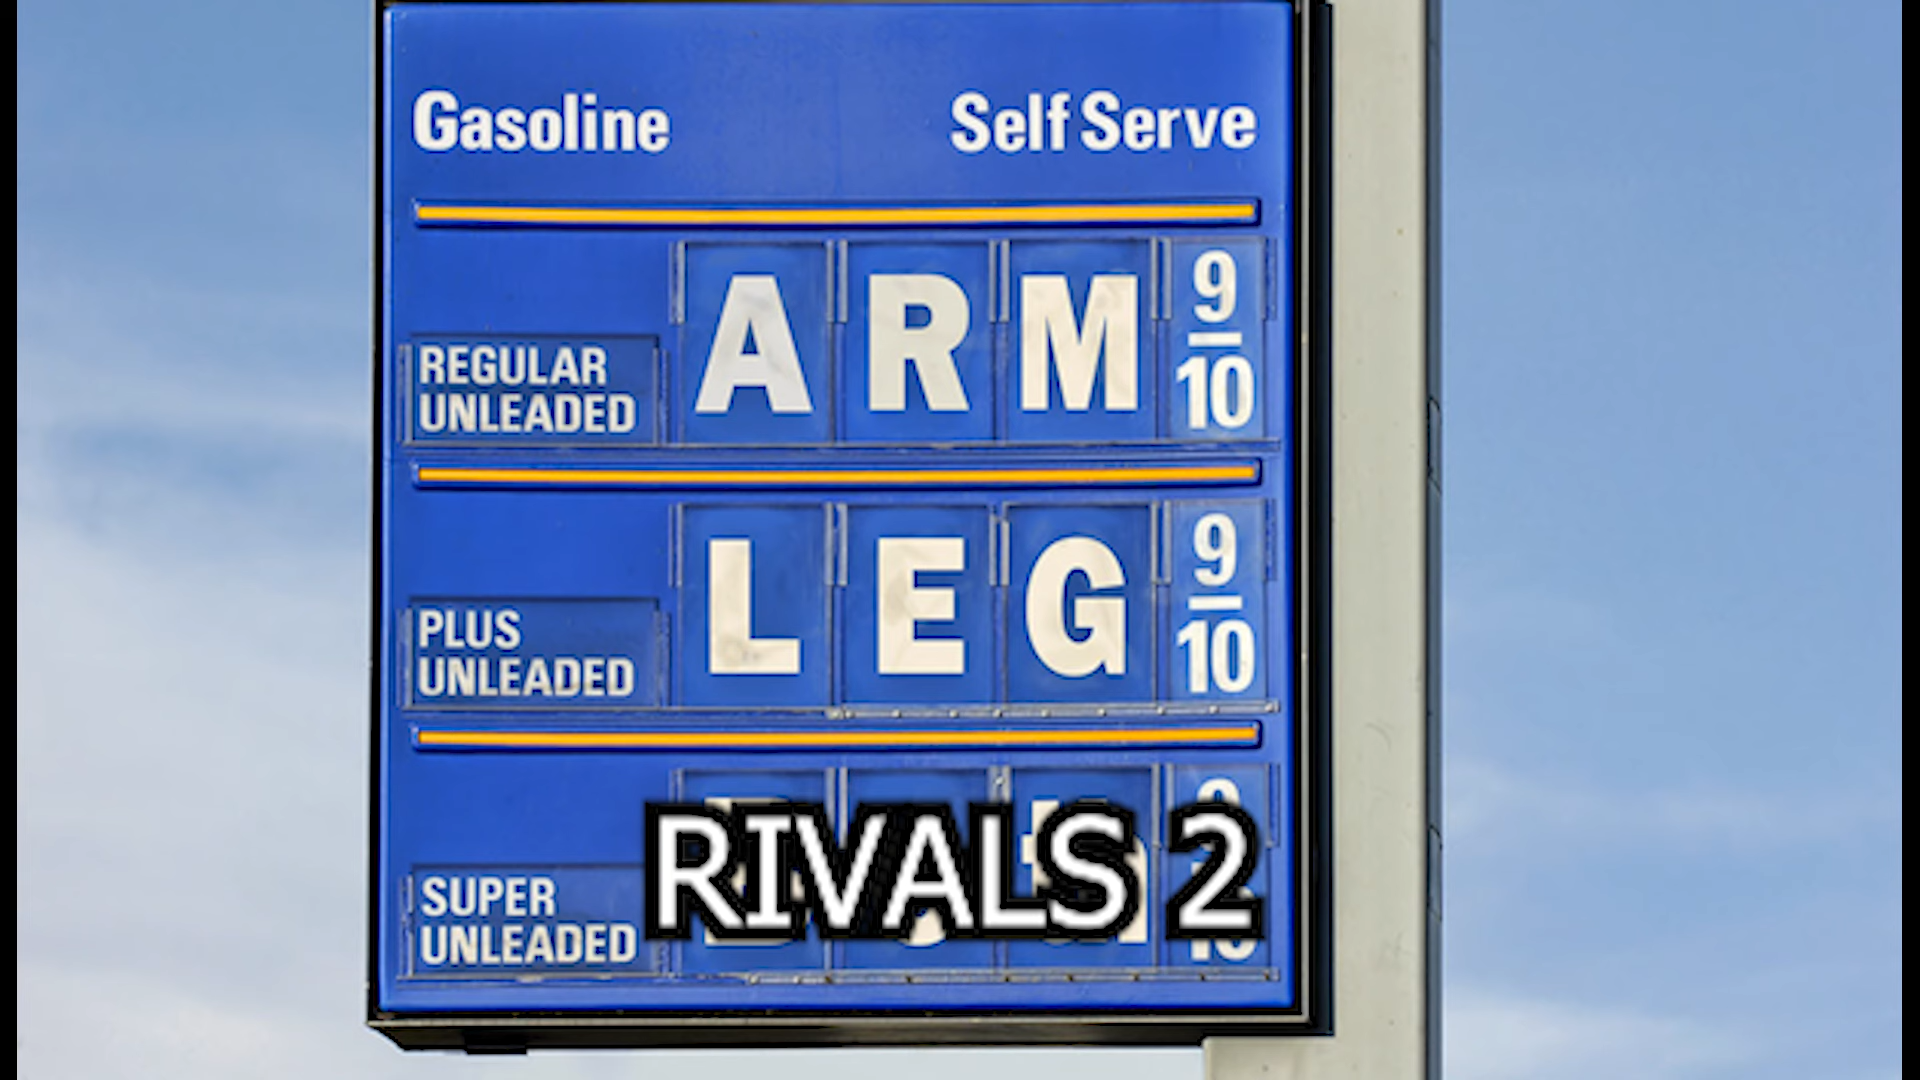 Gasoline Self Serve
REGULAR
UNLEADED
ARM 9/10
PLUS
UNLEADED
LEG 9/10
SUPER
UNLEADED
RIVALS 2